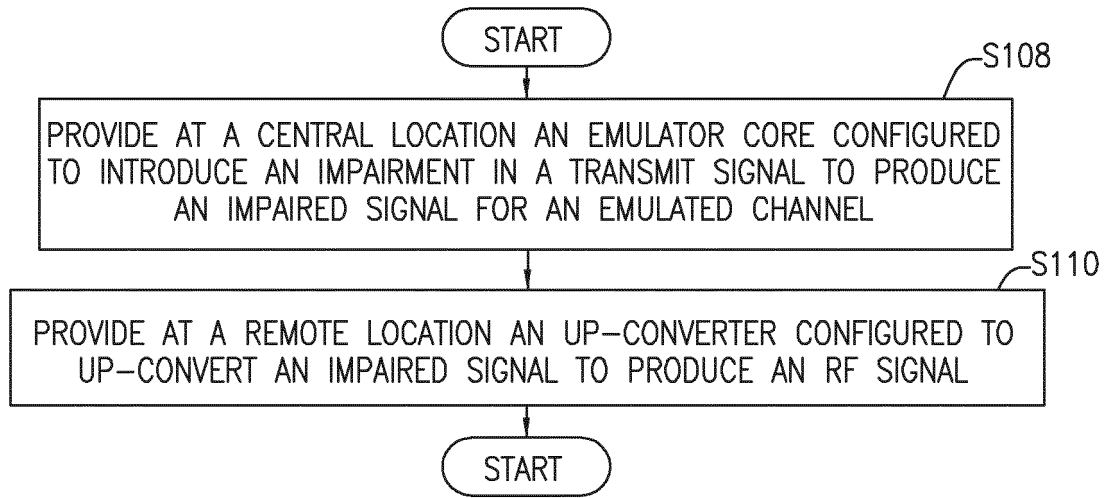 START
S108
PROVIDE AT A CENTRAL LOCATION AN EMULATOR CORE CONFIGURED
TO INTRODUCE AN IMPAIRMENT IN A TRANSMIT SIGNAL TO PRODUCE
AN IMPAIRED SIGNAL FOR AN EMULATED CHANNEL
S110
PROVIDE AT A REMOTE LOCATION AN UP-CONVERTER CONFIGURED TO
UP-CONVERT AN IMPAIRED SIGNAL TO PRODUCE AN RF SIGNAL
START